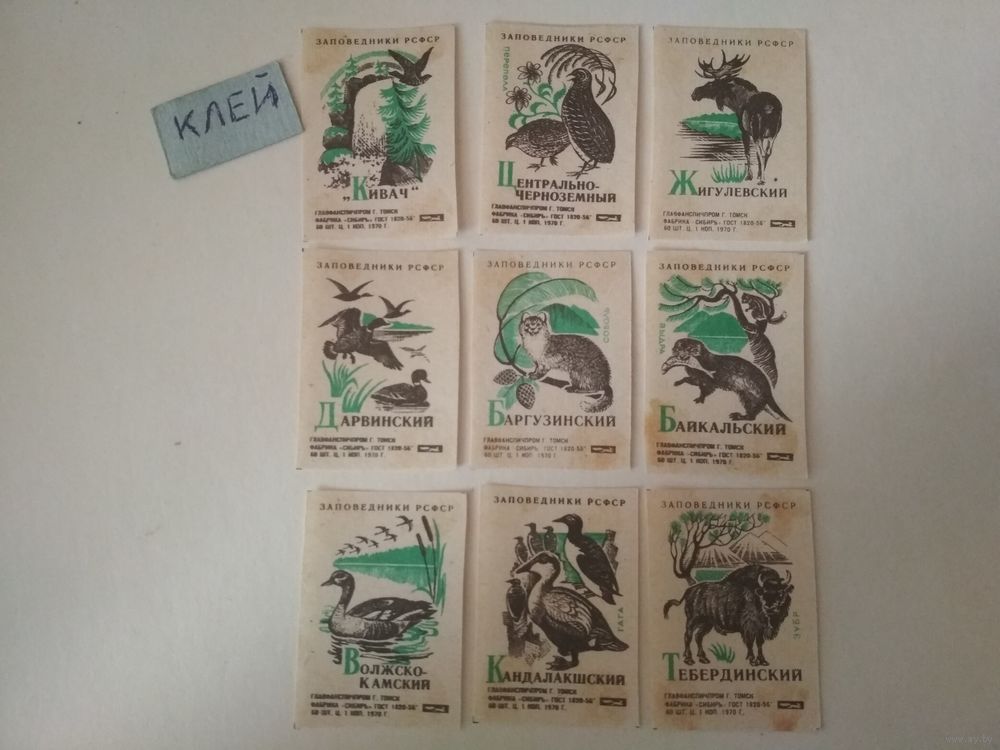 КЛЕЙ
ЗАПОВЕДНИКИ РСФСР
„КИВАЧ“
ГЛАВФАНСПИЧПРОМ Г. ТОМСК
ФАБРИКА «СИБИРЬ» ГОСТ 1820-56*
60 ШТ. Ц. 1 КОП. 1970 Г.
ЗАПОВЕДНИКИ РСФСР
ПЕРЕПЕЛА
ЦЕНТРАЛЬНО-
ЧЕРНОЗЕМНЫЙ
ГЛАВФАНСПИЧПРОМ Г. ТОМСК
ФАБРИКА «СИБИРЬ» ГОСТ 1820-56*
60 ШТ. Ц. 1 КОП. 1970 Г.
ЗАПОВЕДНИКИ РСФСР
ЖИГУЛЕВСКИЙ
ГЛАВФАНСПИЧПРОМ Г. ТОМСК
ФАБРИКА «СИБИРЬ» ГОСТ 1820-56*
60 ШТ. Ц. 1 КОП. 1970 Г.
ЗАПОВЕДНИКИ РСФСР
ДАРВИНСКИЙ
ГЛАВФАНСПИЧПРОМ Г. ТОМСК
ФАБРИКА «СИБИРЬ» ГОСТ 1820-56*
60 ШТ. Ц. 1 КОП. 1970 Г.
ЗАПОВЕДНИКИ РСФСР
СОБОЛЬ
БАРГУЗИНСКИЙ
ГЛАВФАНСПИЧПРОМ Г. ТОМСК
ФАБРИКА «СИБИРЬ» ГОСТ 1820-56*
60 ШТ. Ц. 1 КОП. 1970 Г.
ЗАПОВЕДНИКИ РСФСР
ВЫДРА
БАЙКАЛЬСКИЙ
ГЛАВФАНСПИЧПРОМ Г. ТОМСК
ФАБРИКА «СИБИРЬ» ГОСТ 1820-56*
60 ШТ. Ц. 1 КОП. 1970 Г.
ЗАПОВЕДНИКИ РСФСР
ВОЛЖСКО-
КАМСКИЙ
ГЛАВФАНСПИЧПРОМ Г. ТОМСК
ФАБРИКА «СИБИРЬ» ГОСТ 1820-56*
60 ШТ. Ц. 1 КОП. 1970 Г.
ЗАПОВЕДНИКИ РСФСР
ГАГА
КАНДАЛАКШСКИЙ
ГЛАВФАНСПИЧПРОМ Г. ТОМСК
ФАБРИКА «СИБИРЬ» ГОСТ 1820-56*
60 ШТ. Ц. 1 КОП. 1970 Г.
ЗАПОВЕДНИКИ РСФСР
ЗУБР
ТЕБЕРДИНСКИЙ
ГЛАВФАНСПИЧПРОМ Г. ТОМСК
ФАБРИКА «СИБИРЬ» ГОСТ 1820-56*
60 ШТ. Ц. 1 КОП. 1970 Г.
www.ay.by